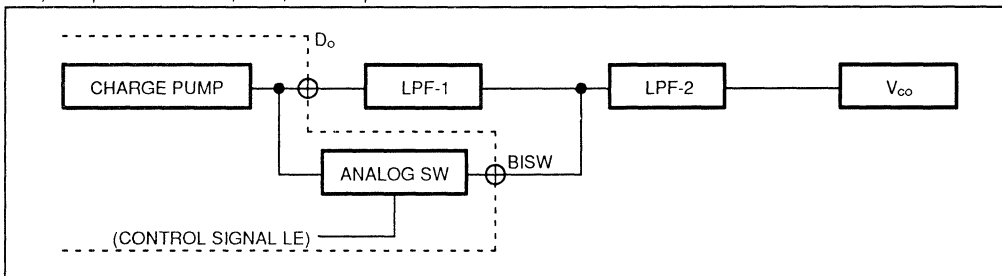 Do
CHARGE PUMP
LPF-1
LPF-2
Vco
ANALOG SW
BISW
(CONTROL SIGNAL LE)